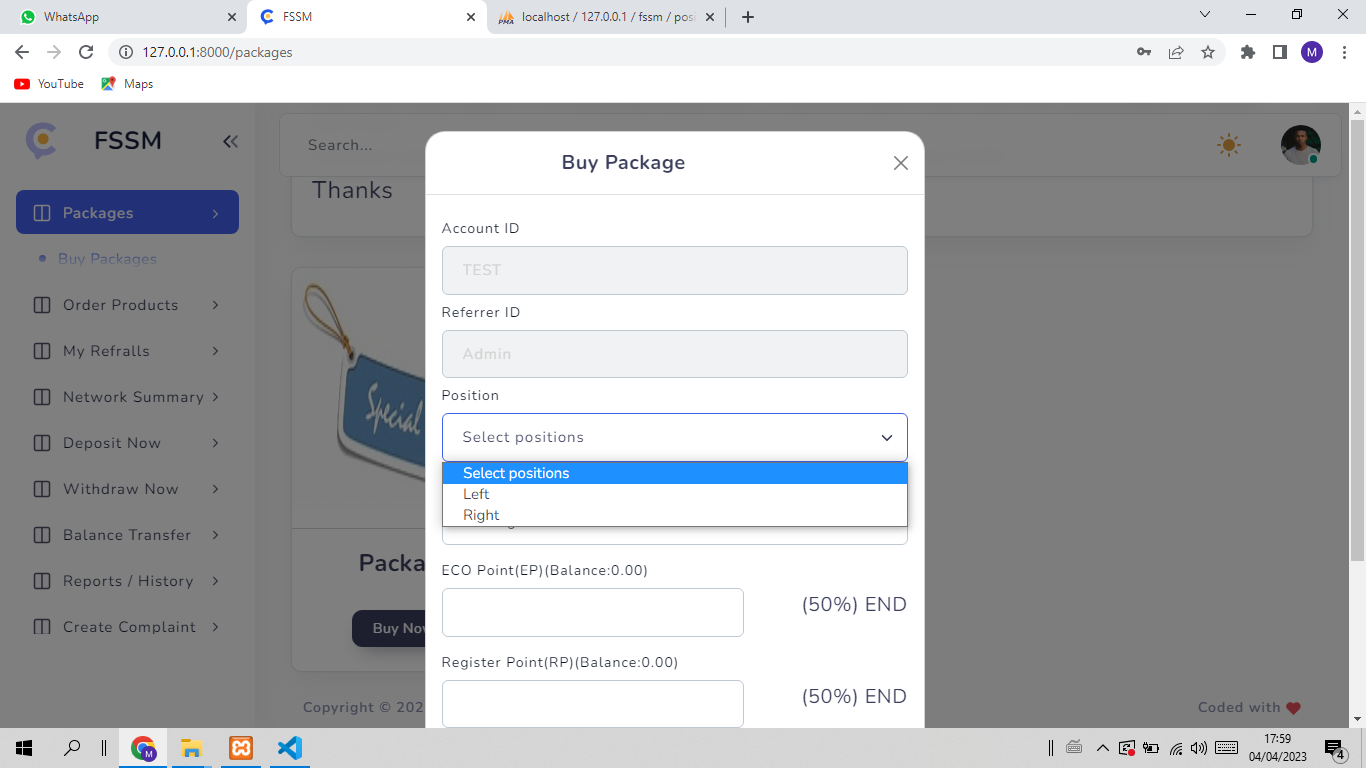 WhatsApp
FSSM
localhost / 127.0.0.1 / fssm / pos
127.0.0.1:8000/packages
M
YouTube
Maps
FSSM
Search...
Packages
Buy Packages
Order Products
My Refralls
Network Summary
Deposit Now
Withdraw Now
Balance Transfer
Reports / History
Create Complaint
Thanks
Special
Packa
Buy Now
Copyright © 202
Coded with
Buy Package
Account ID
TEST
Referrer ID
Admin
Position
Select positions
Select positions
Left
Right
ECO Point(EP)(Balance:0.00)
(50%) END
Register Point(RP)(Balance:0.00)
(50%) END
17:59
04/04/2023
4